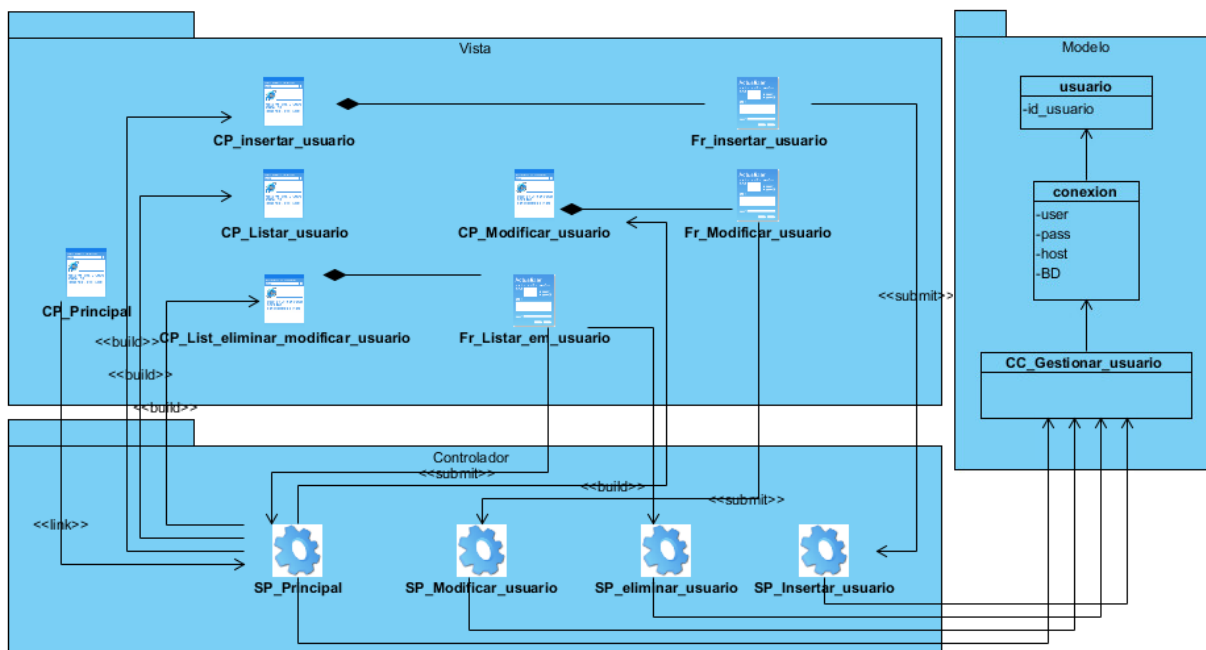 Vista
Modelo
usuario
-id_usuario
CP_insertar_usuario
Fr_insertar_usuario
conexion
-user
-pass
-host
-BD
CP_Listar_usuario
CP_Modificar_usuario
Fr_Modificar_usuario
CP_Principal
<<submit>>
CP_List_eliminar_modificar_usuario
Fr_Listar_em_usuario
<<build>>
<<build>>
<<build>>
CC_Gestionar_usuario
Controlador
<<submit>>
<<build>>
<<submit>>
<<link>>
SP_Principal
SP_Modificar_usuario
SP_eliminar_usuario
SP_Insertar_usuario